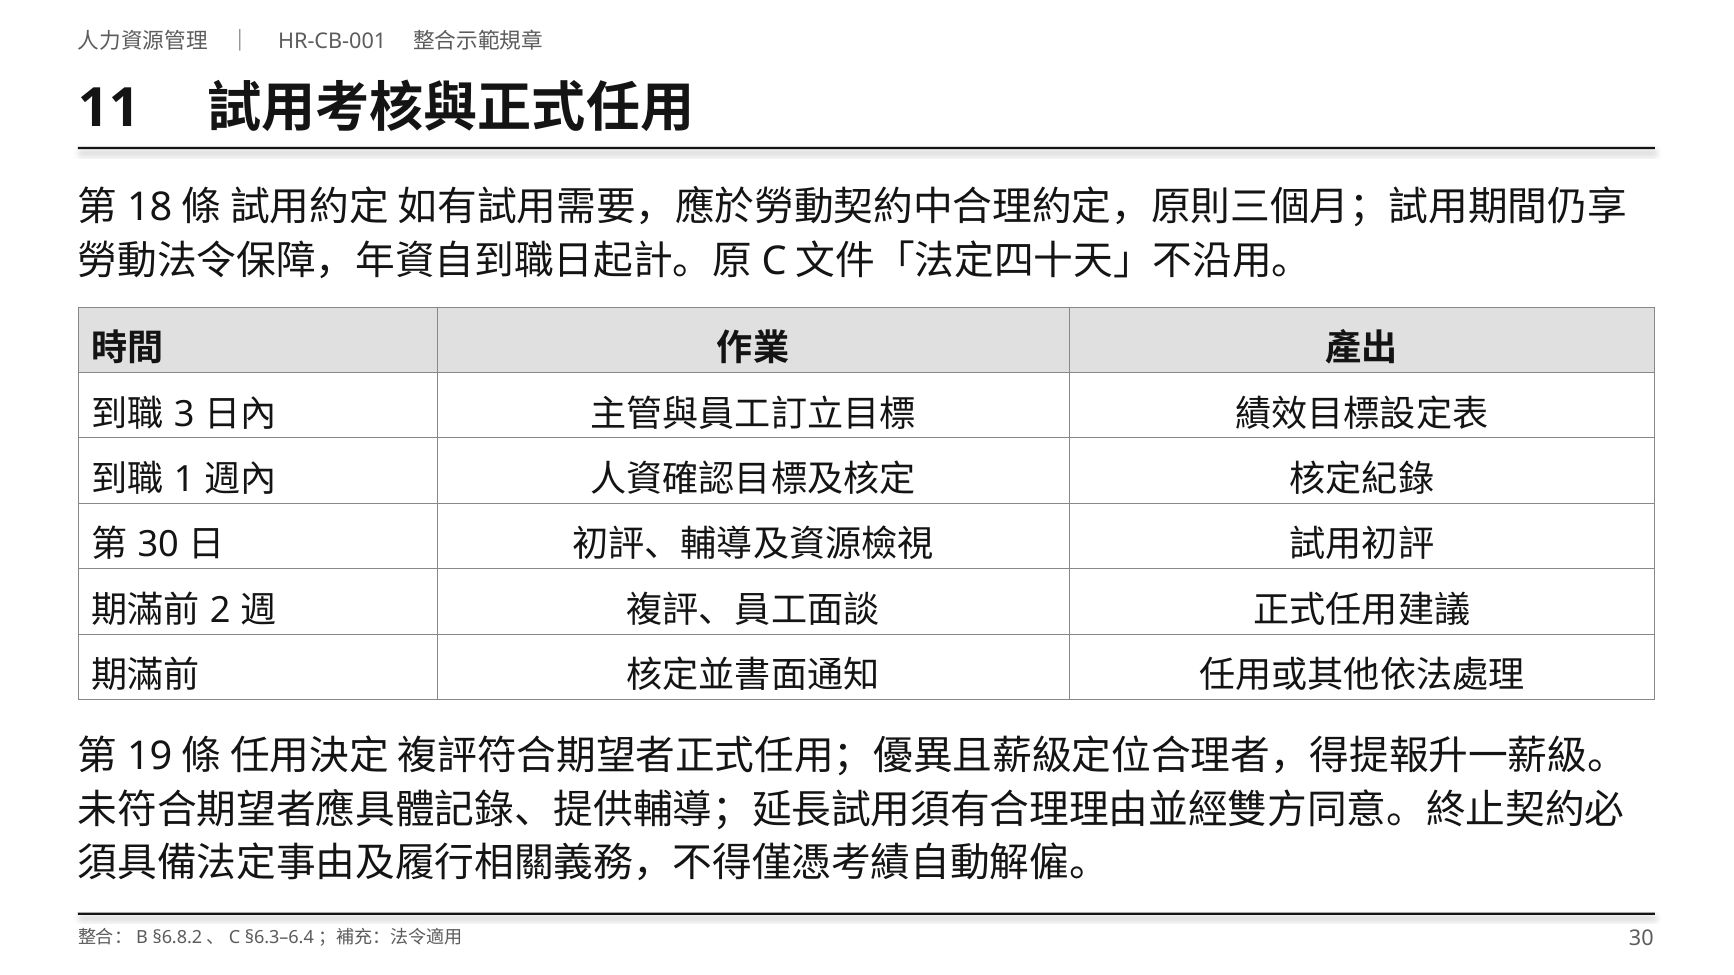 人力資源管理 ｜ HR-CB-001 整合示範規章
11 試用考核與正式任用
第 18 條 試用約定 如有試用需要，應於勞動契約中合理約定，原則三個月；試用期間仍享
勞動法令保障，年資自到職日起計。原 C 文件「法定四十天」不沿用。
時間 作業 產出
到職 3 日內 主管與員工訂立目標 績效目標設定表
到職 1 週內 人資確認目標及核定 核定紀錄
第 30 日 初評、輔導及資源檢視 試用初評
期滿前 2 週 複評、員工面談 正式任用建議
期滿前 核定並書面通知 任用或其他依法處理
第 19 條 任用決定 複評符合期望者正式任用；優異且薪級定位合理者，得提報升一薪級。
未符合期望者應具體記錄、提供輔導；延長試用須有合理理由並經雙方同意。終止契約必
須具備法定事由及履行相關義務，不得僅憑考績自動解僱。
整合： B §6.8.2 、 C §6.3–6.4 ；補充：法令適用
30